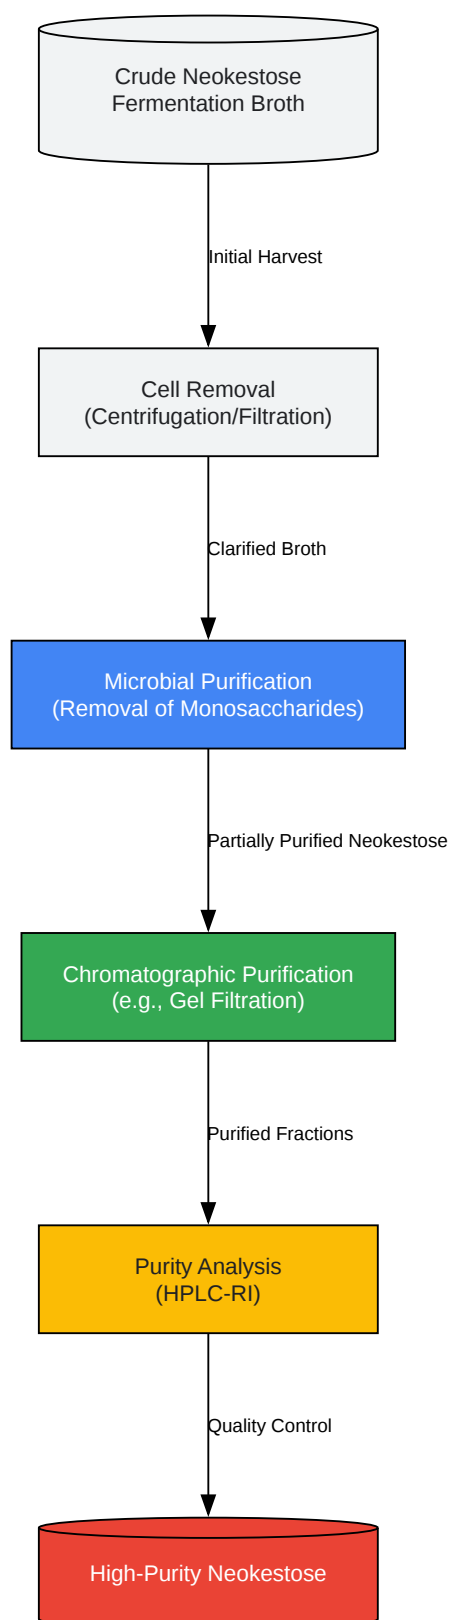 Crude Neokestose
Fermentation Broth
Initial Harvest
Cell Removal
(Centrifugation/Filtration)
Clarified Broth
Microbial Purification
(Removal of Monosaccharides)
Partially Purified Neokestose
Chromatographic Purification
(e.g., Gel Filtration)
Purified Fractions
Purity Analysis
(HPLC-RI)
Quality Control
High-Purity Neokestose